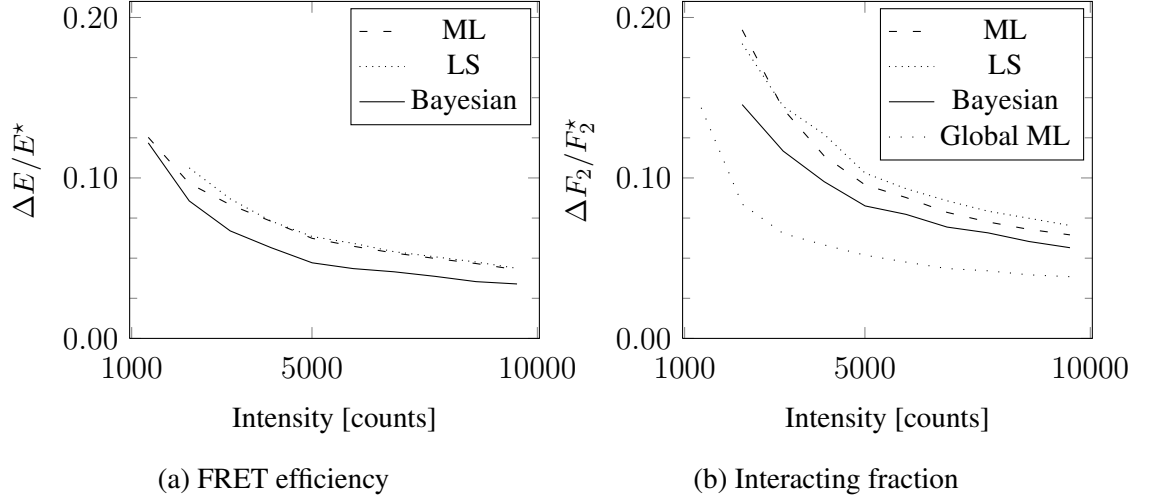 0.20
0.10
0.00
ΔE/E⋆
1000
5000
10000
Intensity [counts]
ML
LS
Bayesian
(a) FRET efficiency
0.20
0.10
0.00
ΔF₂/F₂⋆
1000
5000
10000
Intensity [counts]
ML
LS
Bayesian
Global ML
(b) Interacting fraction